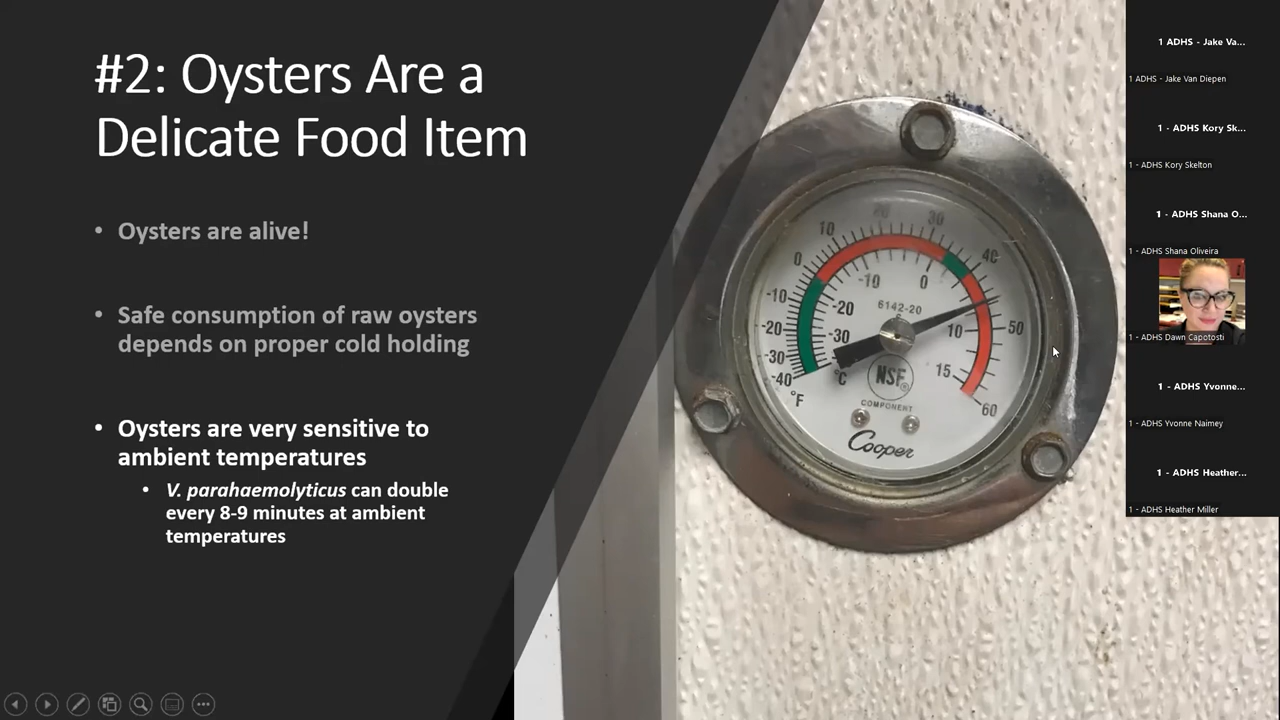 #2: Oysters Are a
Delicate Food Item
• Oysters are alive!
• Safe consumption of raw oysters
depends on proper cold holding
• Oysters are very sensitive to
ambient temperatures
• V. parahaemolyticus can double
every 8-9 minutes at ambient
temperatures
-40
-30
-20
-10
0
10
20
30
40
50
60
°F
-30
-20
-10
0
10
15
°C
6142-20
NSF
COMPONENT
Cooper
1 ADHS - Jake Va...
1 ADHS - Jake Van Diepen
1 - ADHS Kory Sk...
1 - ADHS Kory Skelton
1 - ADHS Shana O...
1 - ADHS Shana Oliveira
1 - ADHS Dawn Capotosti
1 - ADHS Yvonne...
1 - ADHS Yvonne Naimey
1 - ADHS Heather...
1 - ADHS Heather Miller